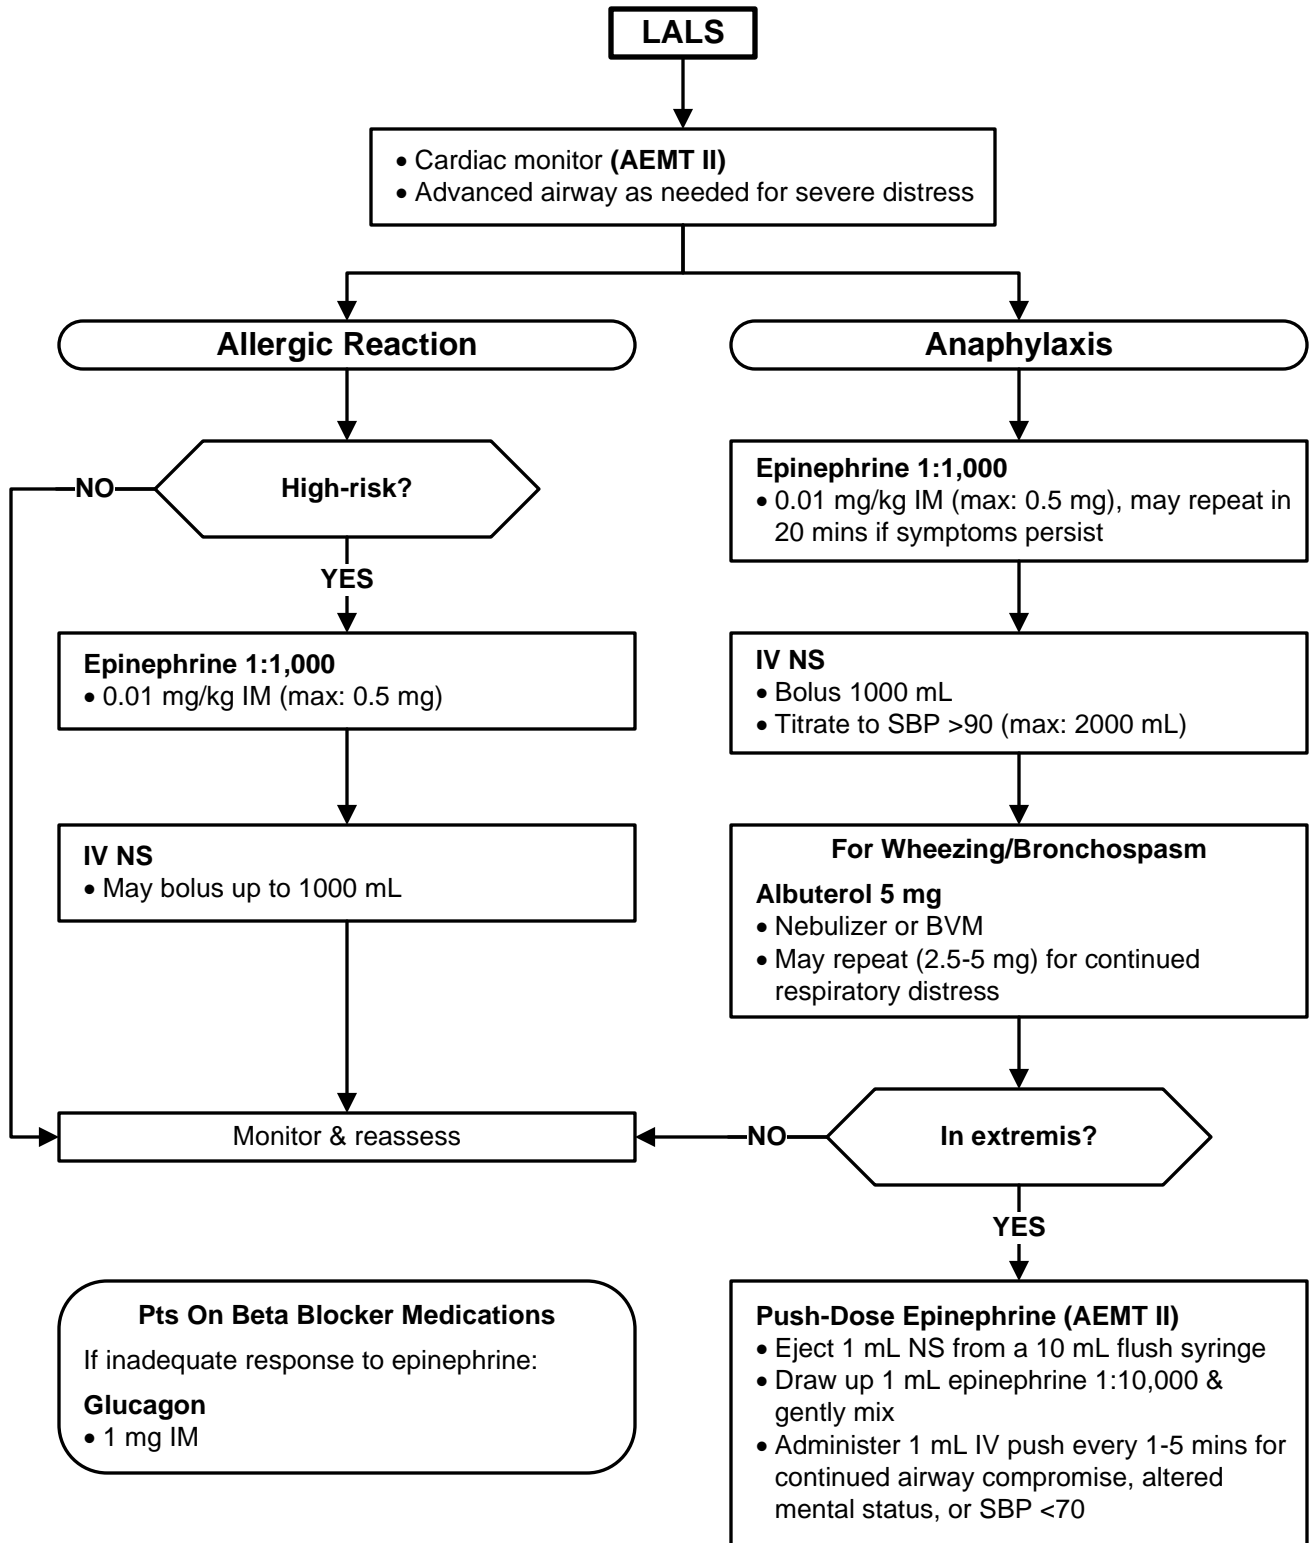 LALS
• Cardiac monitor (AEMT II)
• Advanced airway as needed for severe distress
Allergic Reaction
High-risk?
NO
YES
Epinephrine 1:1,000
• 0.01 mg/kg IM (max: 0.5 mg)
IV NS
• May bolus up to 1000 mL
Monitor & reassess
Anaphylaxis
Epinephrine 1:1,000
• 0.01 mg/kg IM (max: 0.5 mg), may repeat in
20 mins if symptoms persist
IV NS
• Bolus 1000 mL
• Titrate to SBP >90 (max: 2000 mL)
For Wheezing/Bronchospasm
Albuterol 5 mg
• Nebulizer or BVM
• May repeat (2.5-5 mg) for continued
respiratory distress
In extremis?
NO
YES
Push-Dose Epinephrine (AEMT II)
• Eject 1 mL NS from a 10 mL flush syringe
• Draw up 1 mL epinephrine 1:10,000 &
gently mix
• Administer 1 mL IV push every 1-5 mins for
continued airway compromise, altered
mental status, or SBP <70
Pts On Beta Blocker Medications
If inadequate response to epinephrine:
Glucagon
• 1 mg IM